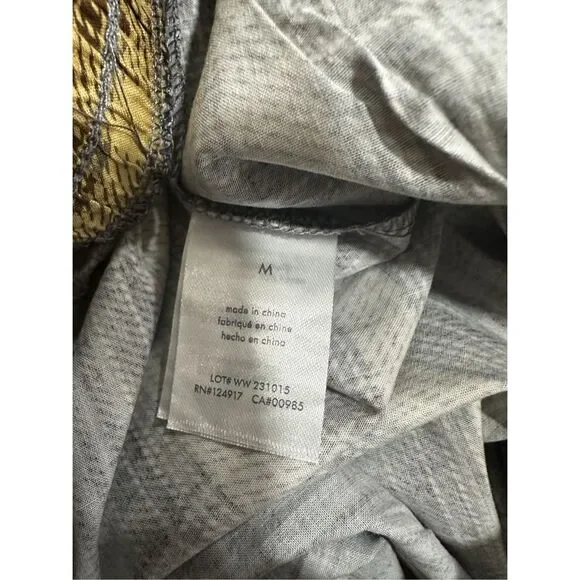 M
made in china
fabriqué en chine
hecho en china
LOT# WW 231015
RN#124917 CA#00985